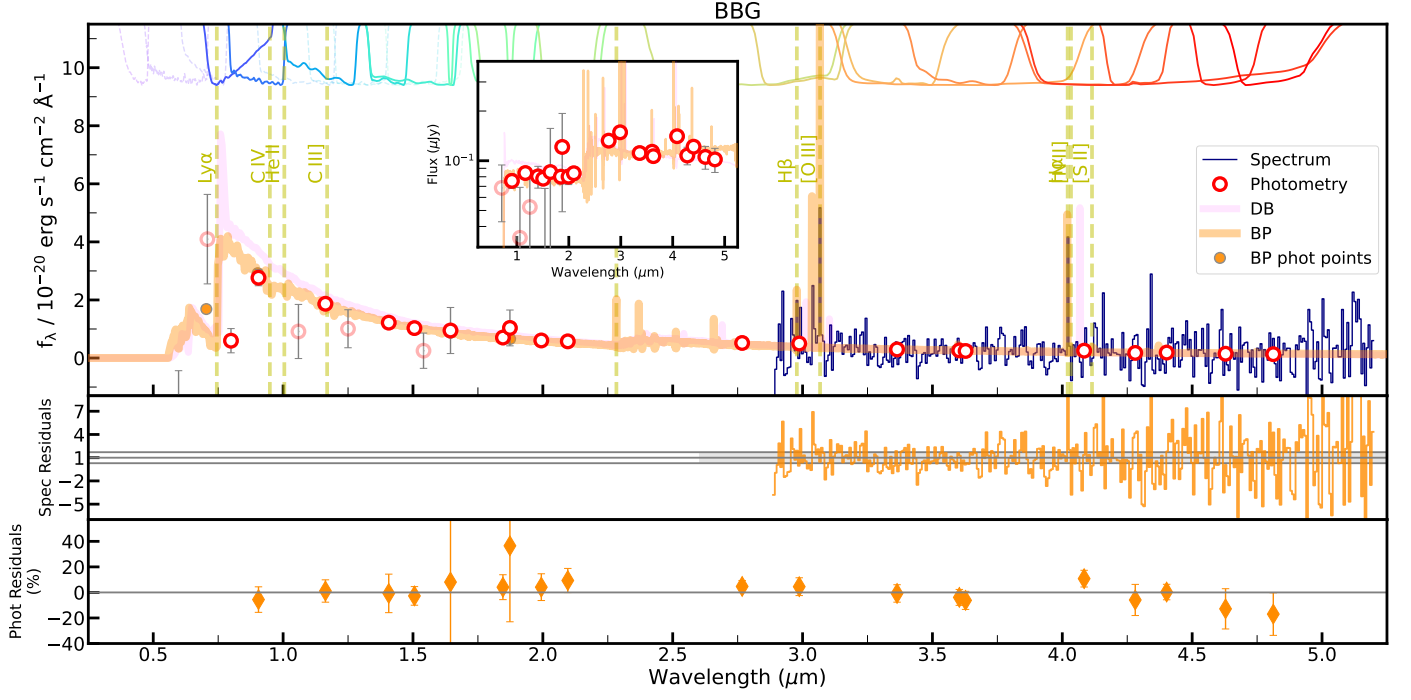 BBG
10
8
6
4
2
0
f_λ / 10⁻²⁰ erg s⁻¹ cm⁻² Å⁻¹
Lyα
C IV
He II
C III]
Hβ
[O III]
Hα
[S II]
Flux (μJy)
10⁻¹
1
2
3
4
5
Wavelength (μm)
Spectrum
Photometry
DB
BP
BP phot points
7
4
1
−2
−5
Spec Residuals
40
20
0
−20
−40
Phot Residuals
(%)
0.5
1.0
1.5
2.0
2.5
3.0
3.5
4.0
4.5
5.0
Wavelength (μm)